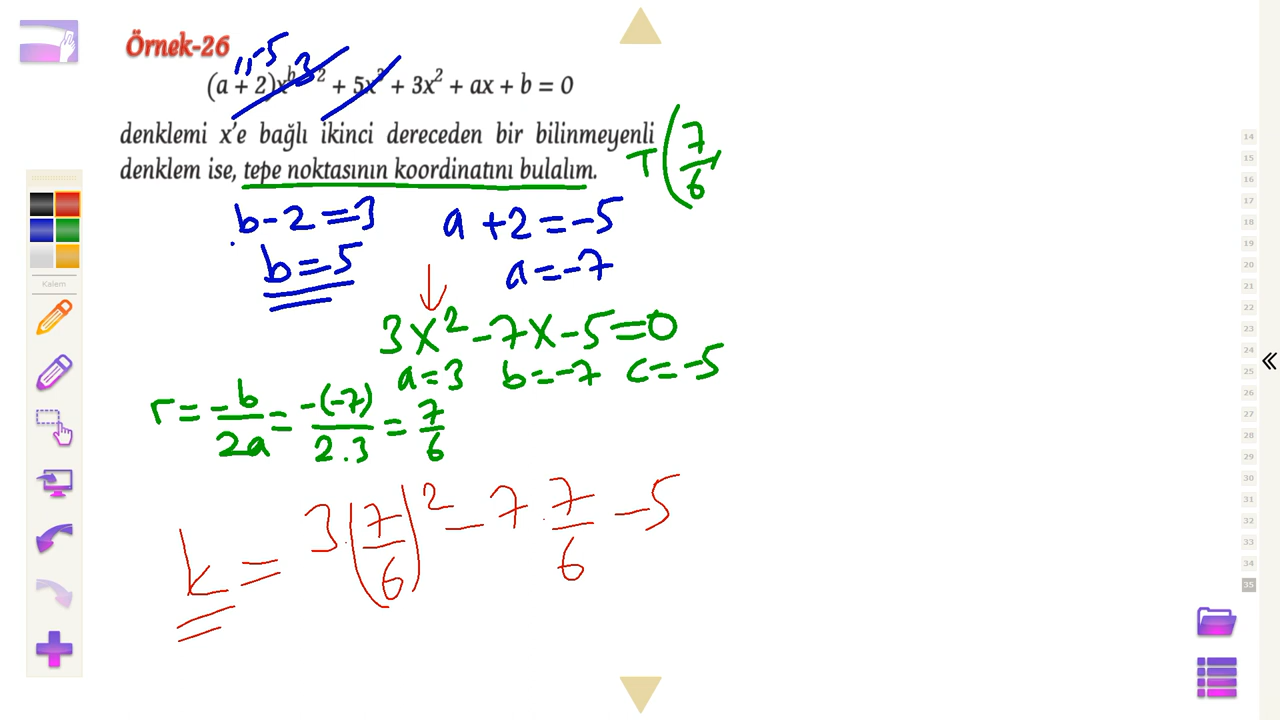 Örnek-26
,, -5
3
(a + 2)x^b-2 + 5x^3 + 3x² + ax + b = 0
denklemi x'e bağlı ikinci dereceden bir bilinmeyenli
denklem ise, tepe noktasının koordinatını bulalım.
T(7/6,
b-2=3 a+2=-5
b=5 a=-7
3x²-7x-5=0
a=3 b=-7 c=-5
r=-b/2a=-(-7)/2.3=7/6
k=3.(7/6)²-7.7/6-5
Kalem
14
15
16
17
18
19
20
21
22
23
24
25
26
27
28
29
30
31
32
33
34
35